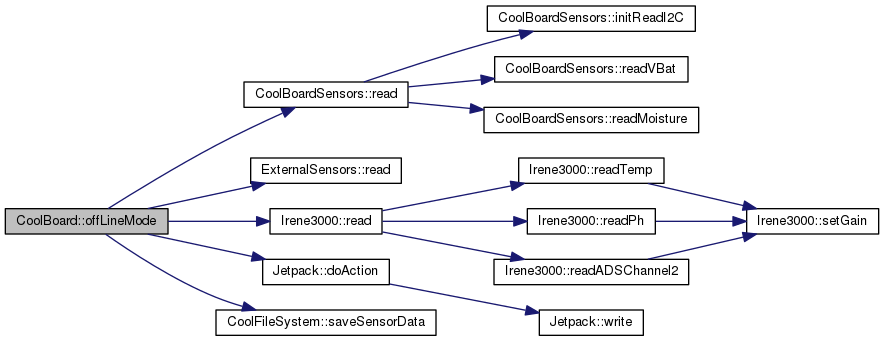 CoolBoardSensors::initReadI2C
CoolBoardSensors::readVBat
CoolBoardSensors::read
CoolBoardSensors::readMoisture
ExternalSensors::read
Irene3000::readTemp
CoolBoard::offLineMode
Irene3000::read
Irene3000::readPh
Irene3000::setGain
Jetpack::doAction
Irene3000::readADSChannel2
CoolFileSystem::saveSensorData
Jetpack::write